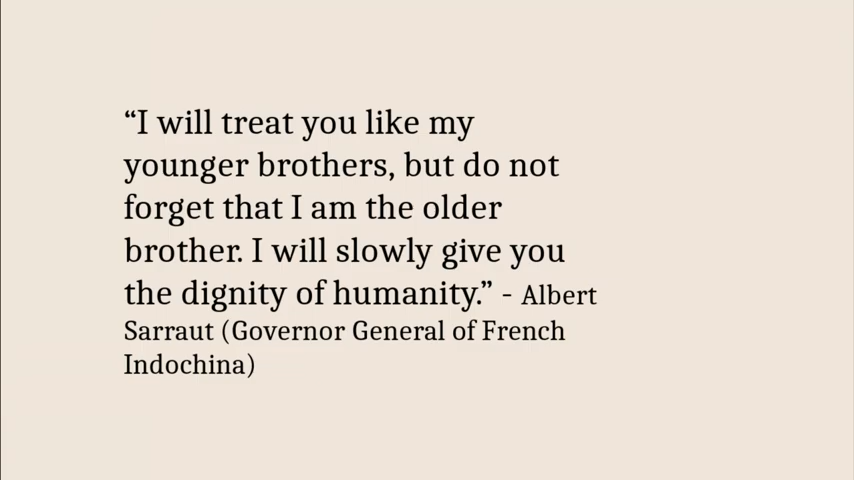 “I will treat you like my
younger brothers, but do not
forget that I am the older
brother. I will slowly give you
the dignity of humanity.” - Albert
Sarraut (Governor General of French
Indochina)